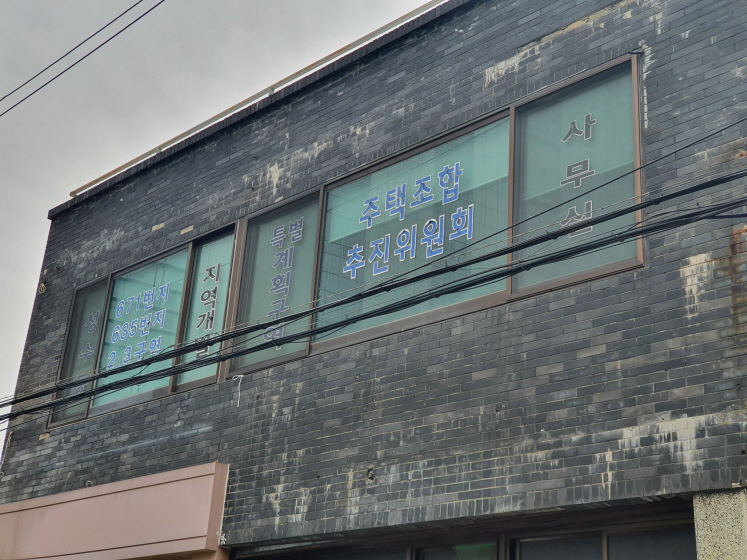 성수
671번지
685번지
2, 3구역
지역개발
특별
계획구역
주택조합
추진위원회
사무실